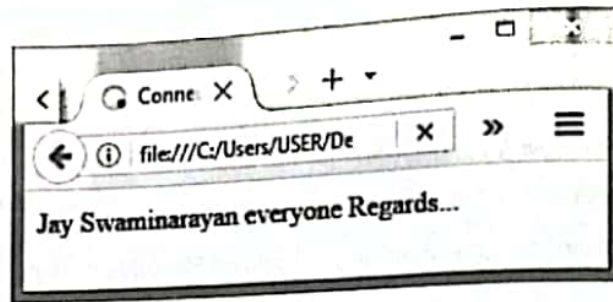 Conne
file:///C:/Users/USER/De
Jay Swaminarayan everyone Regards...